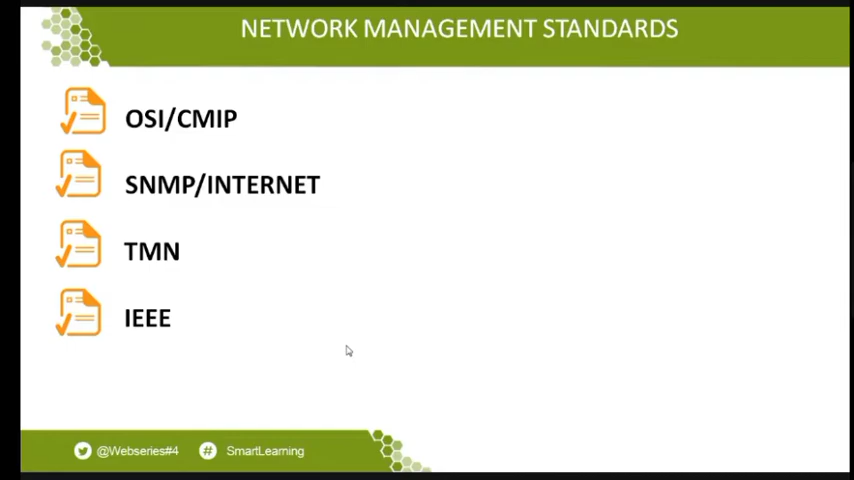 NETWORK MANAGEMENT STANDARDS
OSI/CMIP
SNMP/INTERNET
TMN
IEEE
@Webseries#4 # SmartLearning